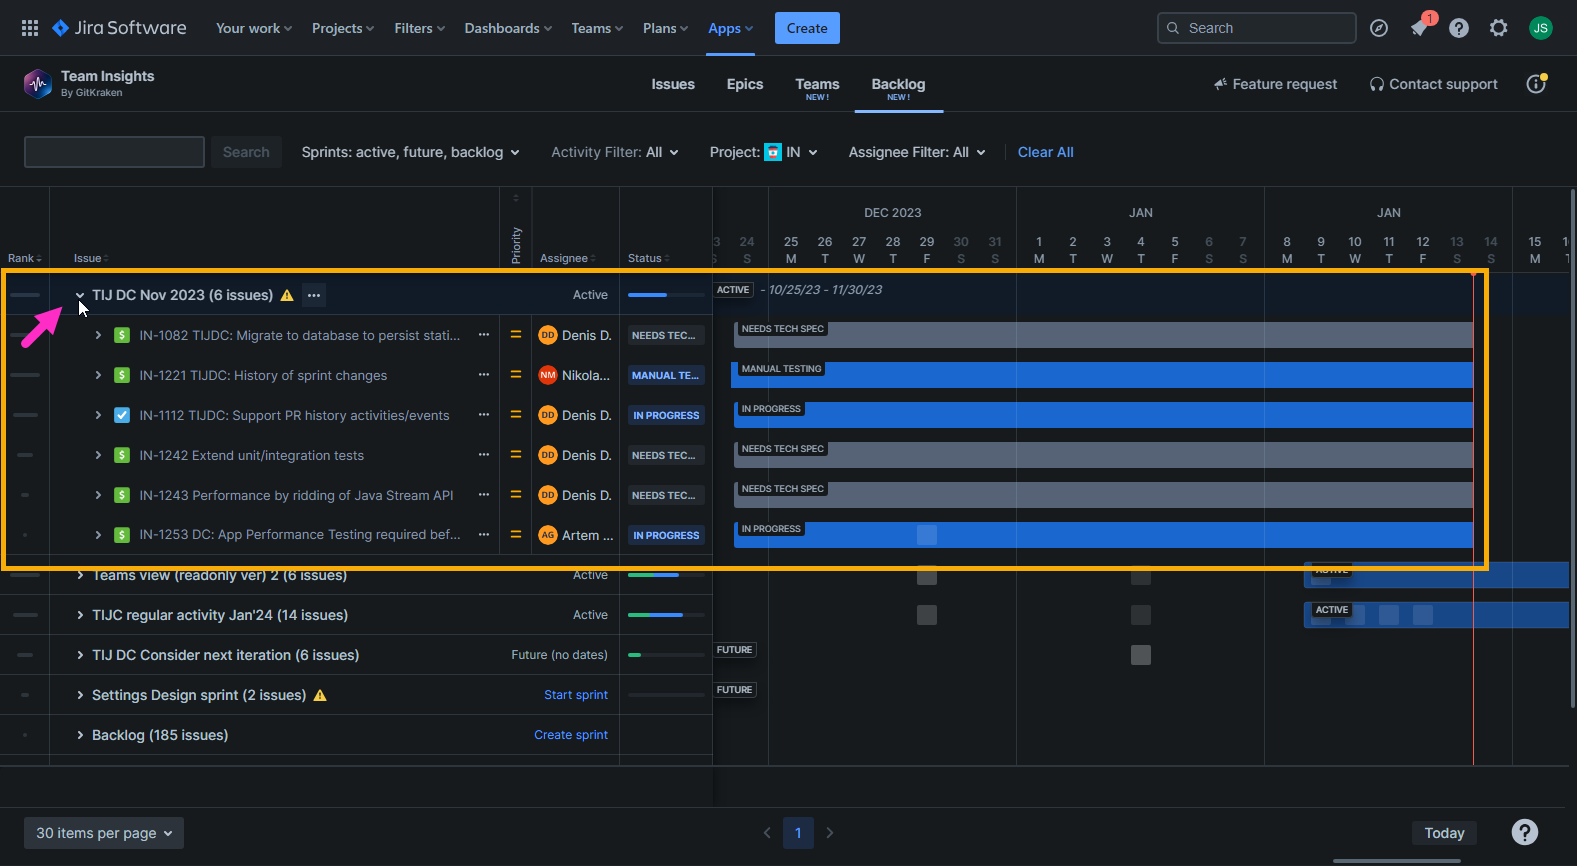 Jira Software Your work Projects Filters Dashboards Teams Plans Apps Create Search 1 JS
Team Insights
By GitKraken
Issues Epics Teams Backlog
NEW! NEW!
Feature request Contact support
Search Sprints: active, future, backlog Activity Filter: All Project: IN Assignee Filter: All Clear All
DEC 2023 JAN JAN
3 24 25 26 27 28 29 30 31 1 2 3 4 5 6 7 8 9 10 11 12 13 14 15
Rank Issue Priority Assignee Status
S S M T W T F S S M T W T F S S M T W T F S S M
TIJ DC Nov 2023 (6 issues) ... Active ACTIVE - 10/25/23 - 11/30/23
IN-1082 TIJDC: Migrate to database to persist stati... ... DD Denis D. NEEDS TEC... NEEDS TECH SPEC
IN-1221 TIJDC: History of sprint changes ... NM Nikola... MANUAL TE... MANUAL TESTING
IN-1112 TIJDC: Support PR history activities/events ... DD Denis D. IN PROGRESS IN PROGRESS
IN-1242 Extend unit/integration tests ... DD Denis D. NEEDS TEC... NEEDS TECH SPEC
IN-1243 Performance by ridding of Java Stream API ... DD Denis D. NEEDS TEC... NEEDS TECH SPEC
IN-1253 DC: App Performance Testing required bef... ... AG Artem ... IN PROGRESS IN PROGRESS
Teams view (readonly ver) 2 (6 issues) Active ACTIVE
TIJC regular activity Jan'24 (14 issues) Active ACTIVE
TIJ DC Consider next iteration (6 issues) Future (no dates) FUTURE
Settings Design sprint (2 issues) Start sprint FUTURE
Backlog (185 issues) Create sprint
30 items per page 1 Today